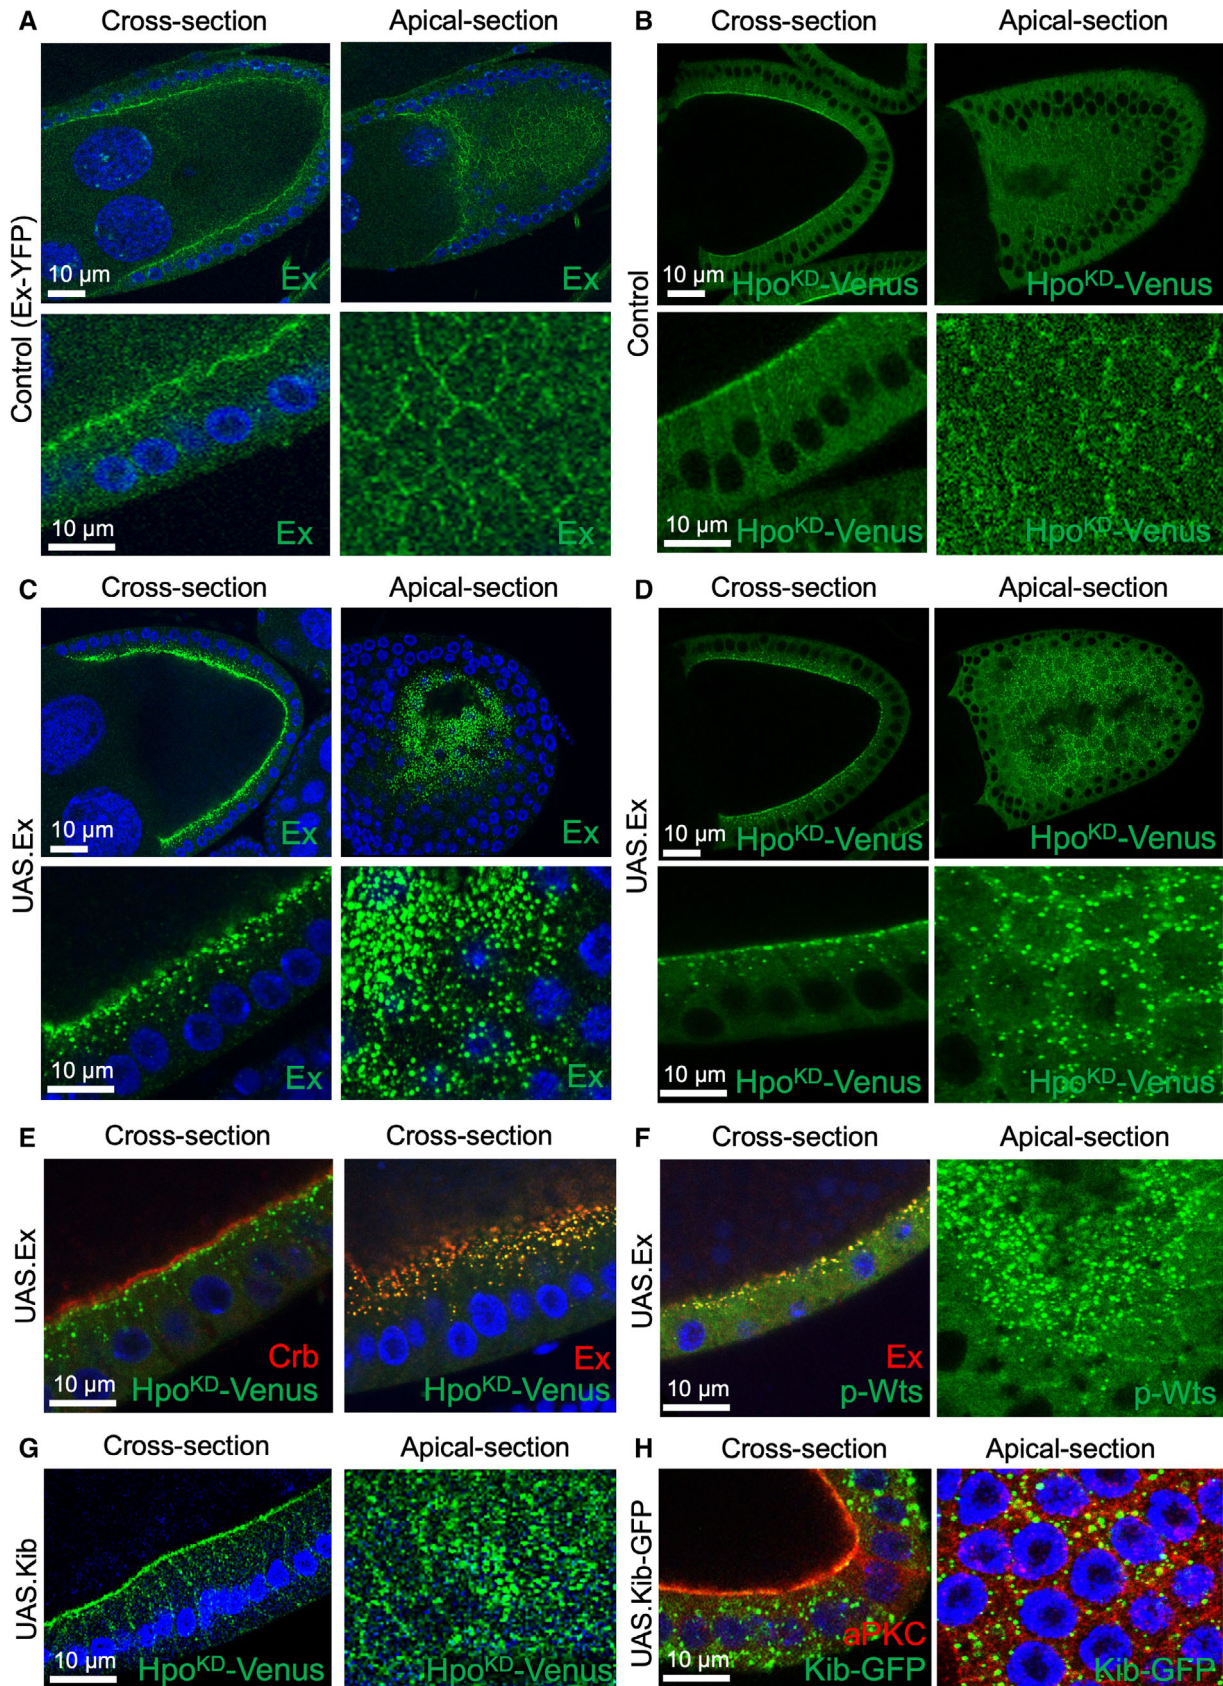 A Cross-section Apical-section
Control (Ex-YFP)
10 µm Ex Ex
10 µm Ex Ex
B Cross-section Apical-section
Control
10 µm Hpo^KD-Venus Hpo^KD-Venus
10 µm Hpo^KD-Venus Hpo^KD-Venus
C Cross-section Apical-section
UAS.Ex
10 µm Ex Ex
10 µm Ex Ex
D Cross-section Apical-section
UAS.Ex
10 µm Hpo^KD-Venus Hpo^KD-Venus
10 µm Hpo^KD-Venus Hpo^KD-Venus
E Cross-section Cross-section
UAS.Ex
Crb Ex
10 µm Hpo^KD-Venus Hpo^KD-Venus
F Cross-section Apical-section
UAS.Ex
Ex
10 µm p-Wts p-Wts
G Cross-section Apical-section
UAS.Kib
10 µm Hpo^KD-Venus Hpo^KD-Venus
H Cross-section Apical-section
UAS.Kib-GFP
aPKC
10 µm Kib-GFP Kib-GFP